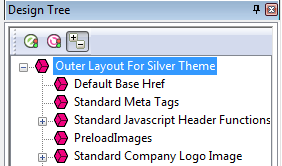 Design Tree
Outer Layout For Silver Theme
Default Base Href
Standard Meta Tags
Standard Javascript Header Functions
PreloadImages
Standard Company Logo Image